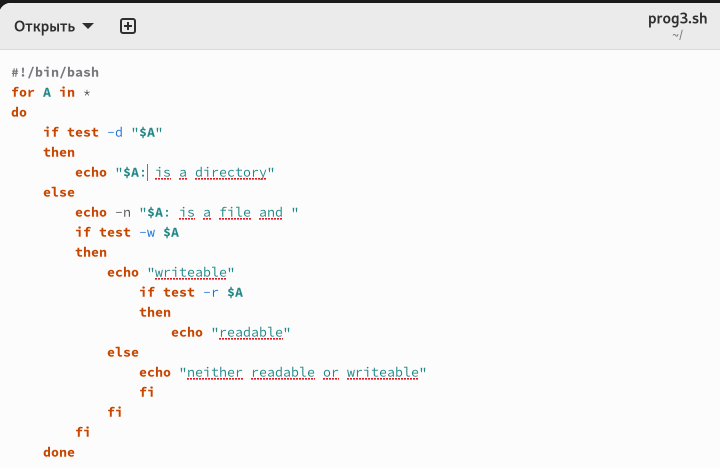 Открыть
prog3.sh
~/
#!/bin/bash
for A in *
do
    if test -d "$A"
    then
        echo "$A: is a directory"
    else
        echo -n "$A: is a file and "
        if test -w $A
        then
            echo "writeable"
                if test -r $A
                then
                    echo "readable"
            else
                echo "neither readable or writeable"
                fi
            fi
        fi
    done